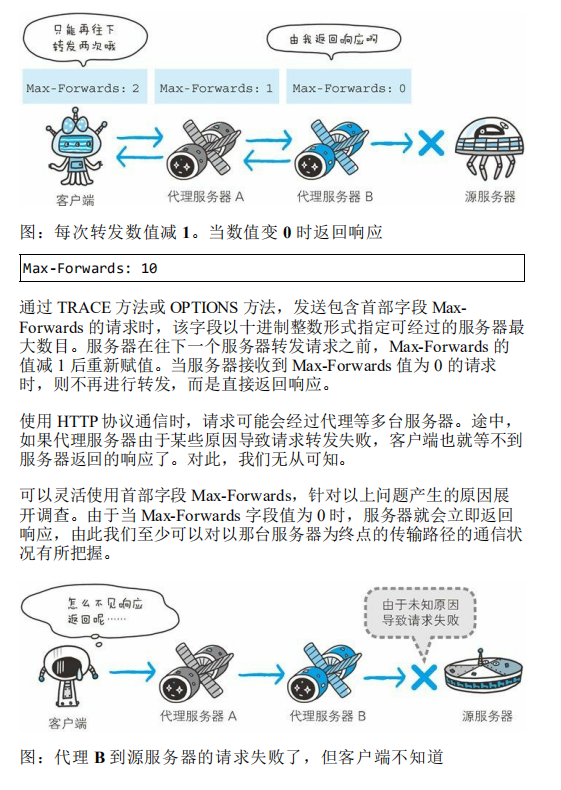 只能再往下
转发两次哦
由我返回响应啊
Max-Forwards: 2
Max-Forwards: 1
Max-Forwards: 0
客户端
代理服务器 A
代理服务器 B
源服务器
图：每次转发数值减 1。当数值变 0 时返回响应
Max-Forwards: 10
通过 TRACE 方法或 OPTIONS 方法，发送包含首部字段 Max-
Forwards 的请求时，该字段以十进制整数形式指定可经过的服务器最
大数目。服务器在往下一个服务器转发请求之前，Max-Forwards 的
值减 1 后重新赋值。当服务器接收到 Max-Forwards 值为 0 的请求
时，则不再进行转发，而是直接返回响应。
使用 HTTP 协议通信时，请求可能会经过代理等多台服务器。途中，
如果代理服务器由于某些原因导致请求转发失败，客户端也就等不到
服务器返回的响应了。对此，我们无从可知。
可以灵活使用首部字段 Max-Forwards，针对以上问题产生的原因展
开调查。由于当 Max-Forwards 字段值为 0 时，服务器就会立即返回
响应，由此我们至少可以对以那台服务器为终点的传输路径的通信状
况有所把握。
怎么不见响应
返回呢……
由于未知原因
导致请求失败
客户端
代理服务器 A
代理服务器 B
源服务器
图：代理 B 到源服务器的请求失败了，但客户端不知道